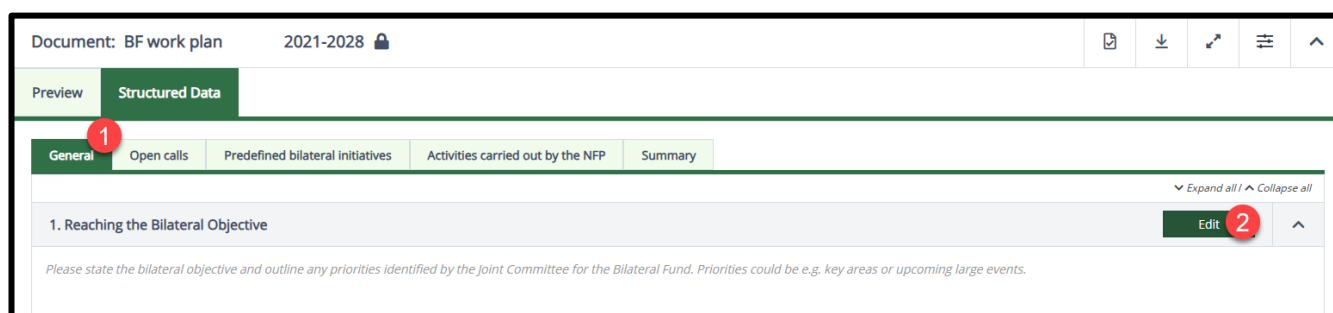 Document: BF work plan 2021-2028
Preview Structured Data
1
General Open calls Predefined bilateral initiatives Activities carried out by the NFP Summary
Expand all / Collapse all
1. Reaching the Bilateral Objective Edit 2
Please state the bilateral objective and outline any priorities identified by the Joint Committee for the Bilateral Fund. Priorities could be e.g. key areas or upcoming large events.